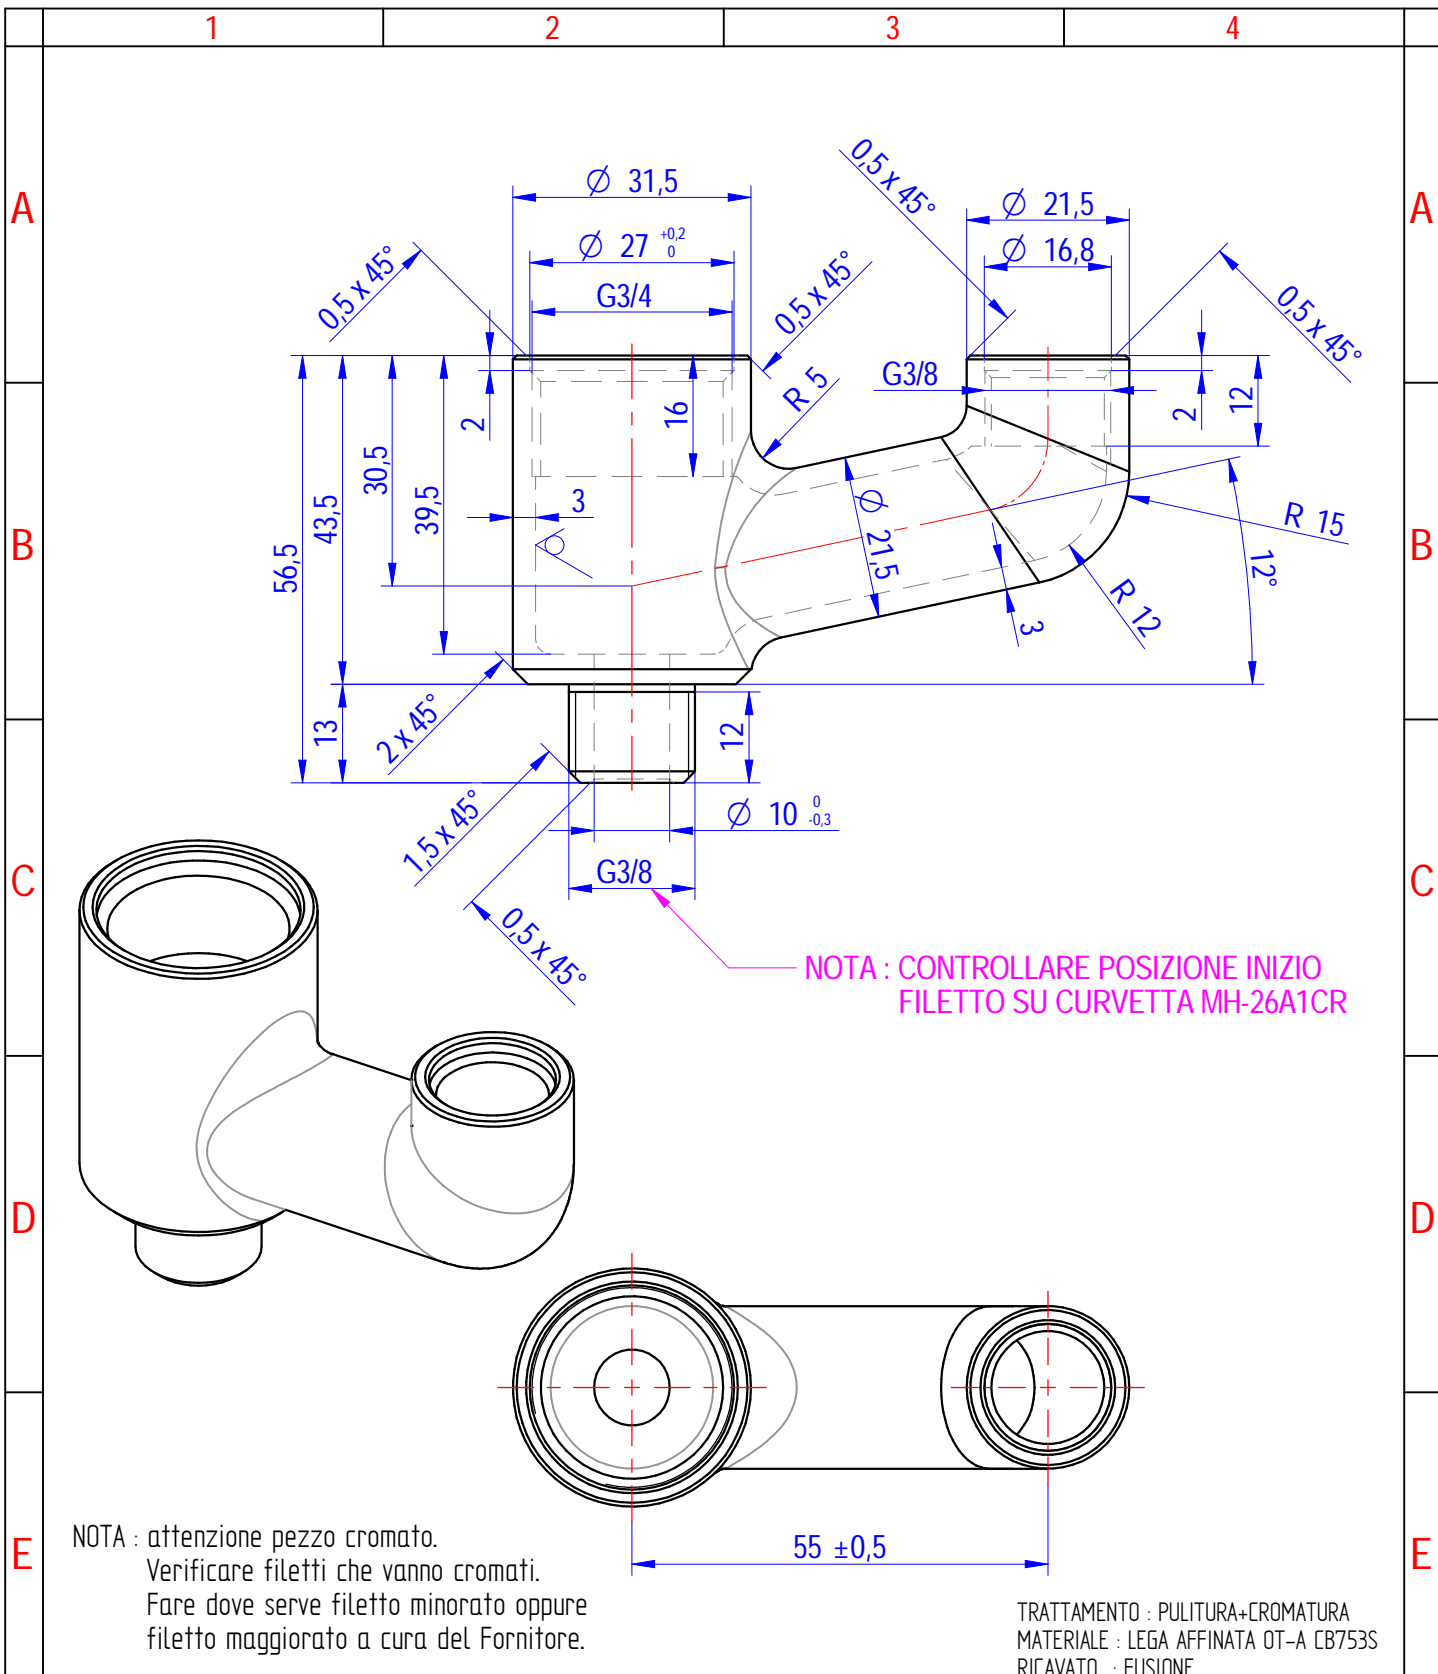 1 2 3 4
A A
Ø 31,5
Ø 27 +0,2 0
G3/4
0,5 x 45°
0,5 x 45°
0,5 x 45°
Ø 21,5
Ø 16,8
0,5 x 45°
G3/8
R 5
2
16
30,5
43,5
39,5
56,5
3
2
12
B B
Ø 21,5
R 15
12°
R 12
3
13
2 x 45°
12
1,5 x 45°
Ø 10 0 -0,3
G3/8
0,5 x 45°
C C
NOTA : CONTROLLARE POSIZIONE INIZIO
FILETTO SU CURVETTA MH-26A1CR
D D
55 ±0,5
E E
NOTA : attenzione pezzo cromato.
Verificare filetti che vanno cromati.
Fare dove serve filetto minorato oppure
filetto maggiorato a cura del Fornitore.
TRATTAMENTO : PULITURA+CROMATURA
MATERIALE : LEGA AFFINATA OT-A CB753S
RICAVATO : FUSIONE